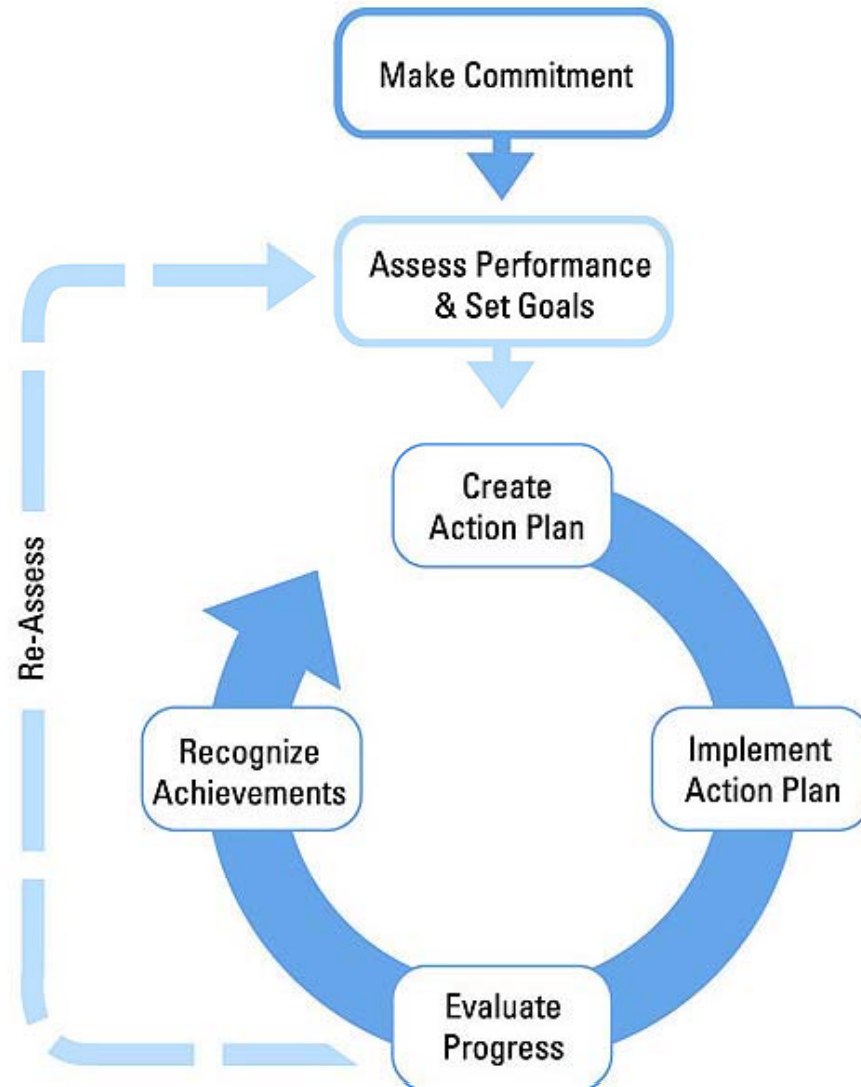 Make Commitment
Assess Performance
& Set Goals
Create
Action Plan
Re-Assess
Recognize
Achievements
Implement
Action Plan
Evaluate
Progress